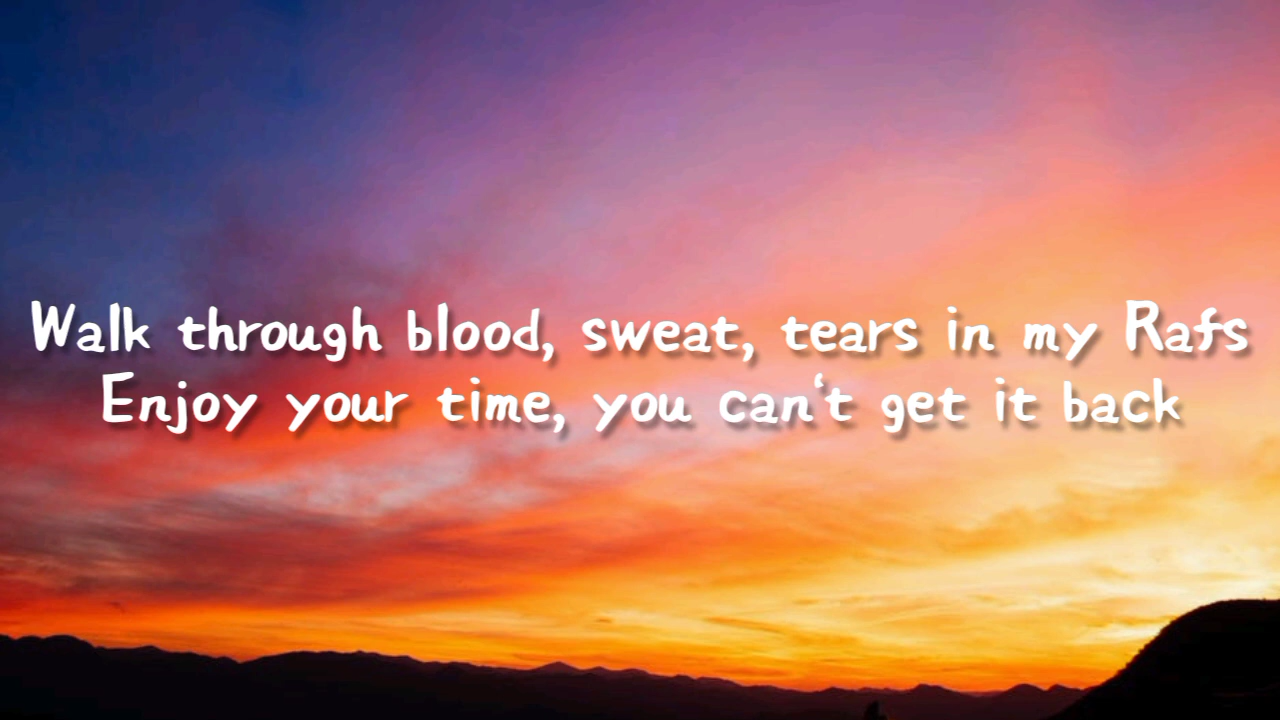 Walk through blood, sweat, tears in my Rafs
Enjoy your time, you can't get it back